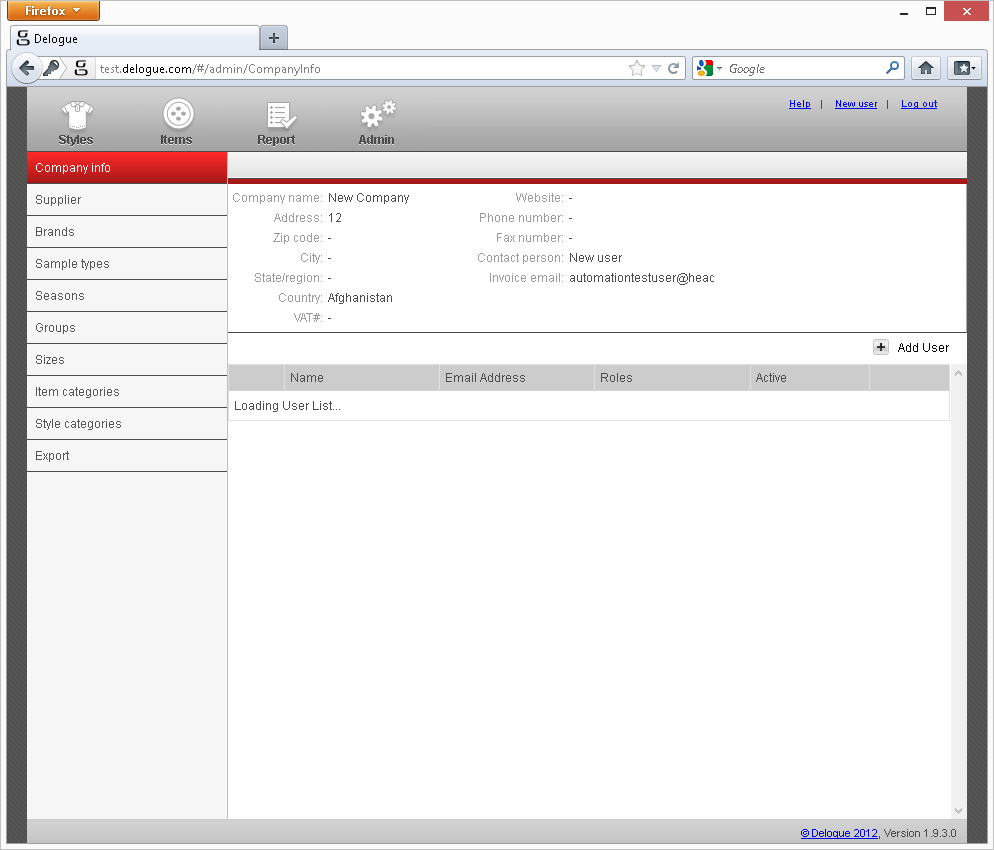 Firefox
Delogue
test.delogue.com/#/admin/CompanyInfo
Google
Styles
Items
Report
Admin
Help | New user | Log out
Company info
Supplier
Brands
Sample types
Seasons
Groups
Sizes
Item categories
Style categories
Export
Company name: New Company
Address: 12
Zip code: -
City: -
State/region: -
Country: Afghanistan
VAT#: -
Website: -
Phone number: -
Fax number: -
Contact person: New user
Invoice email: automationtestuser@heac
Add User
Name Email Address Roles Active
Loading User List...
© Delogue 2012, Version 1.9.3.0